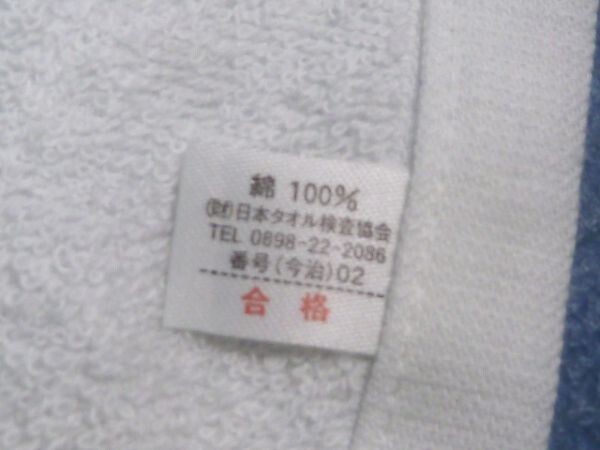 綿 100%
(財)日本タオル検査協会
TEL 0898-22-2086
番号(今治)02
合格